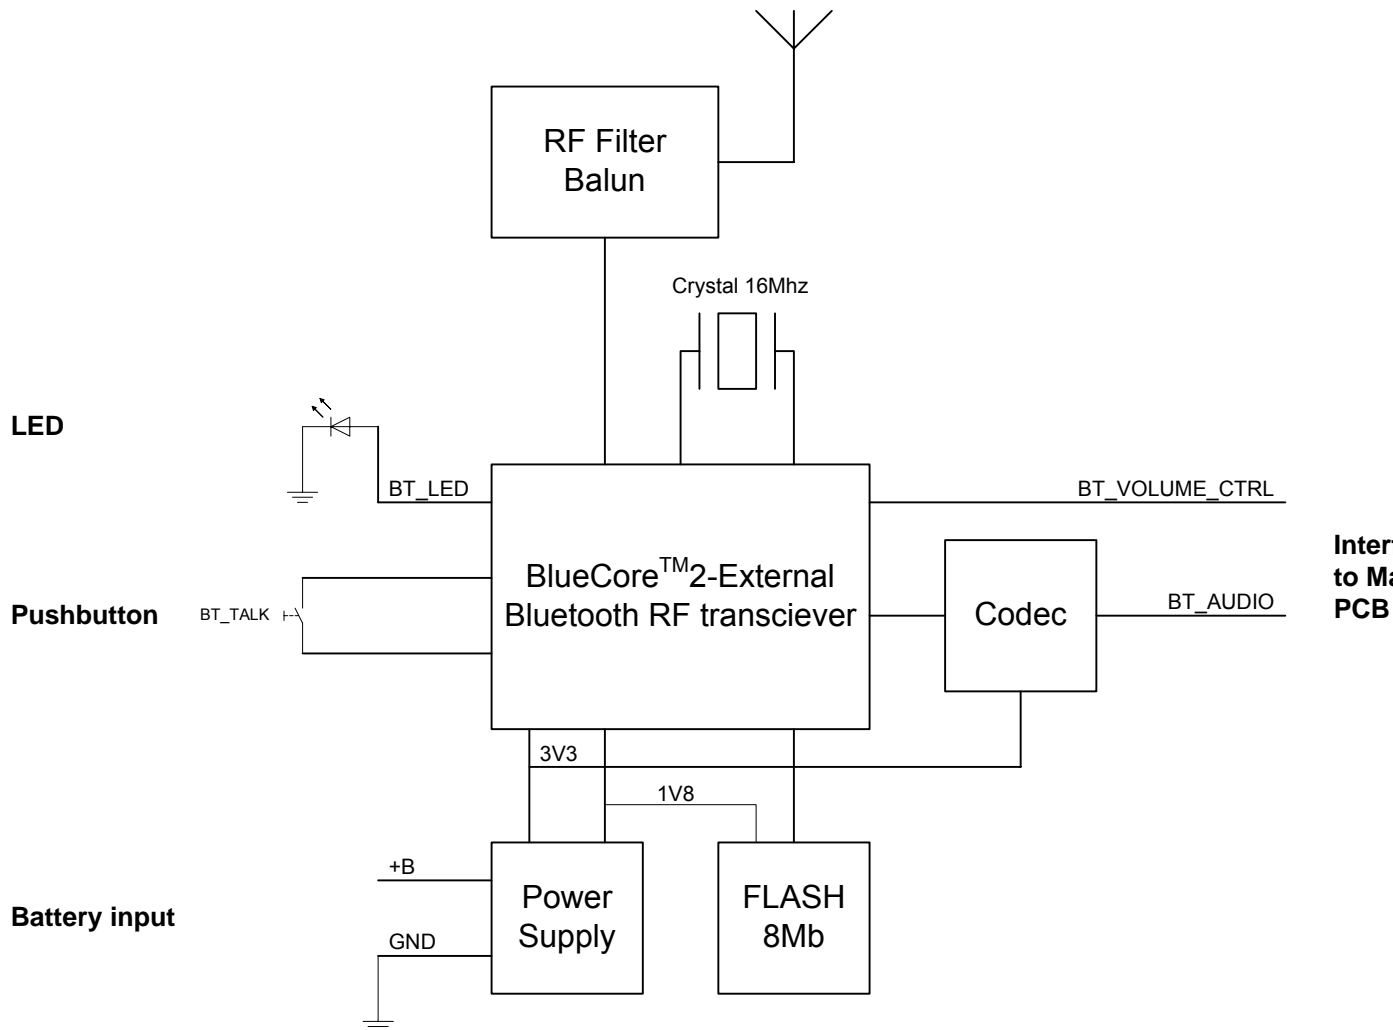 RF Filter
Balun
Crystal 16Mhz
LED
BT_LED
BT_VOLUME_CTRL
BlueCore™2-External
Bluetooth RF transciever
Codec
BT_AUDIO
to
PCB
Pushbutton
BT_TALK
3V3
1V8
+B
Power
Supply
FLASH
8Mb
Battery input
GND